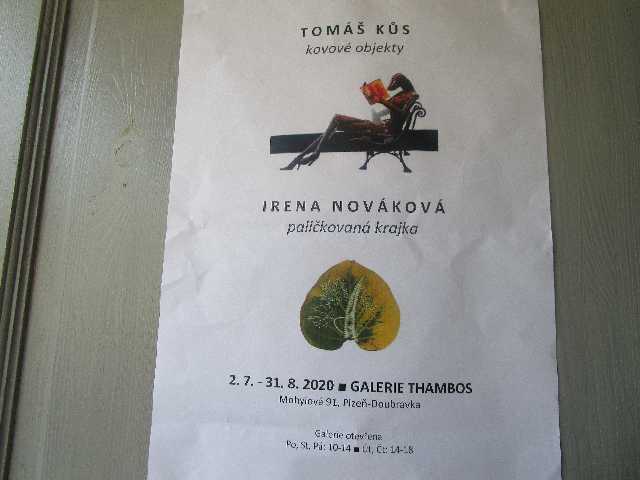 TOMÁŠ KŮS
kovové objekty
IRENA NOVÁKOVÁ
paličkovaná krajka
2. 7. - 31. 8. 2020 ■ GALERIE THAMBOS
Mohylová 91, Plzeň-Doubravka
Galerie otevřena
Po, St, Pá: 10-14 ■ Út, Čt: 14-18